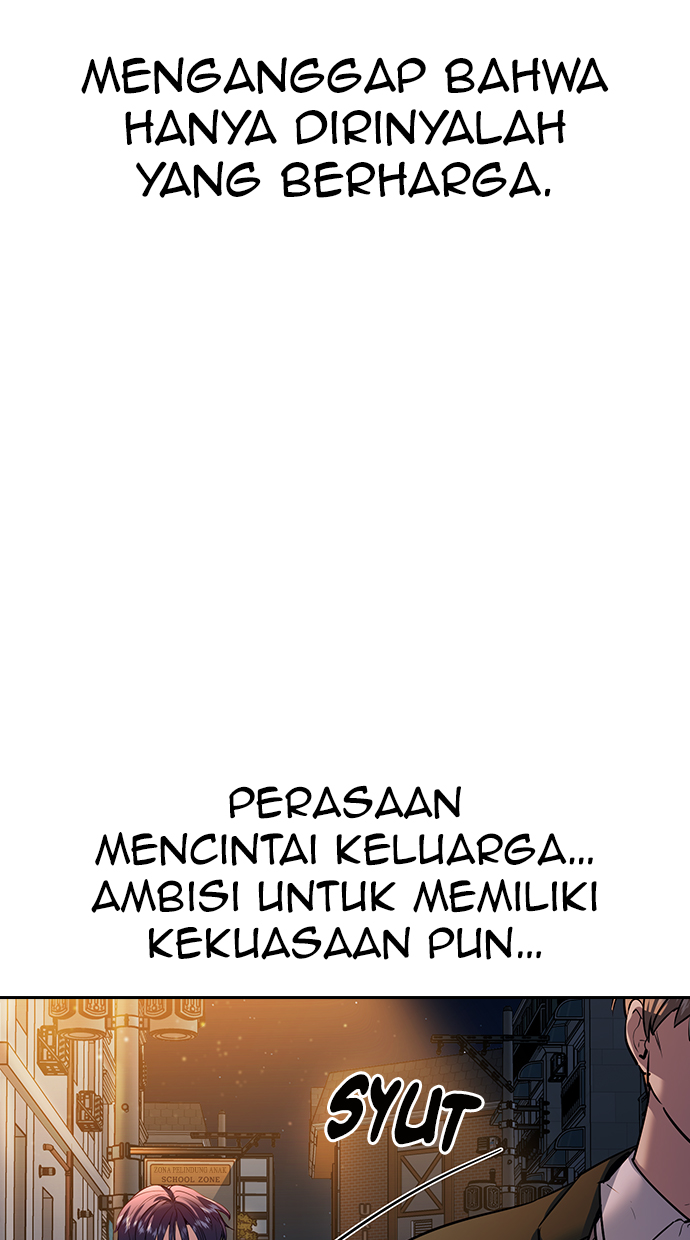 MENGANGGAP BAHWA
HANYA DIRINYALAH
YANG BERHARGA.
PERASAAN
MENCINTAI KELUARGA...
AMBISI UNTUK MEMILIKI
KEKUASAAN PUN...
SYUT
ZONA PELINDUNG ANAK
SCHOOL ZONE